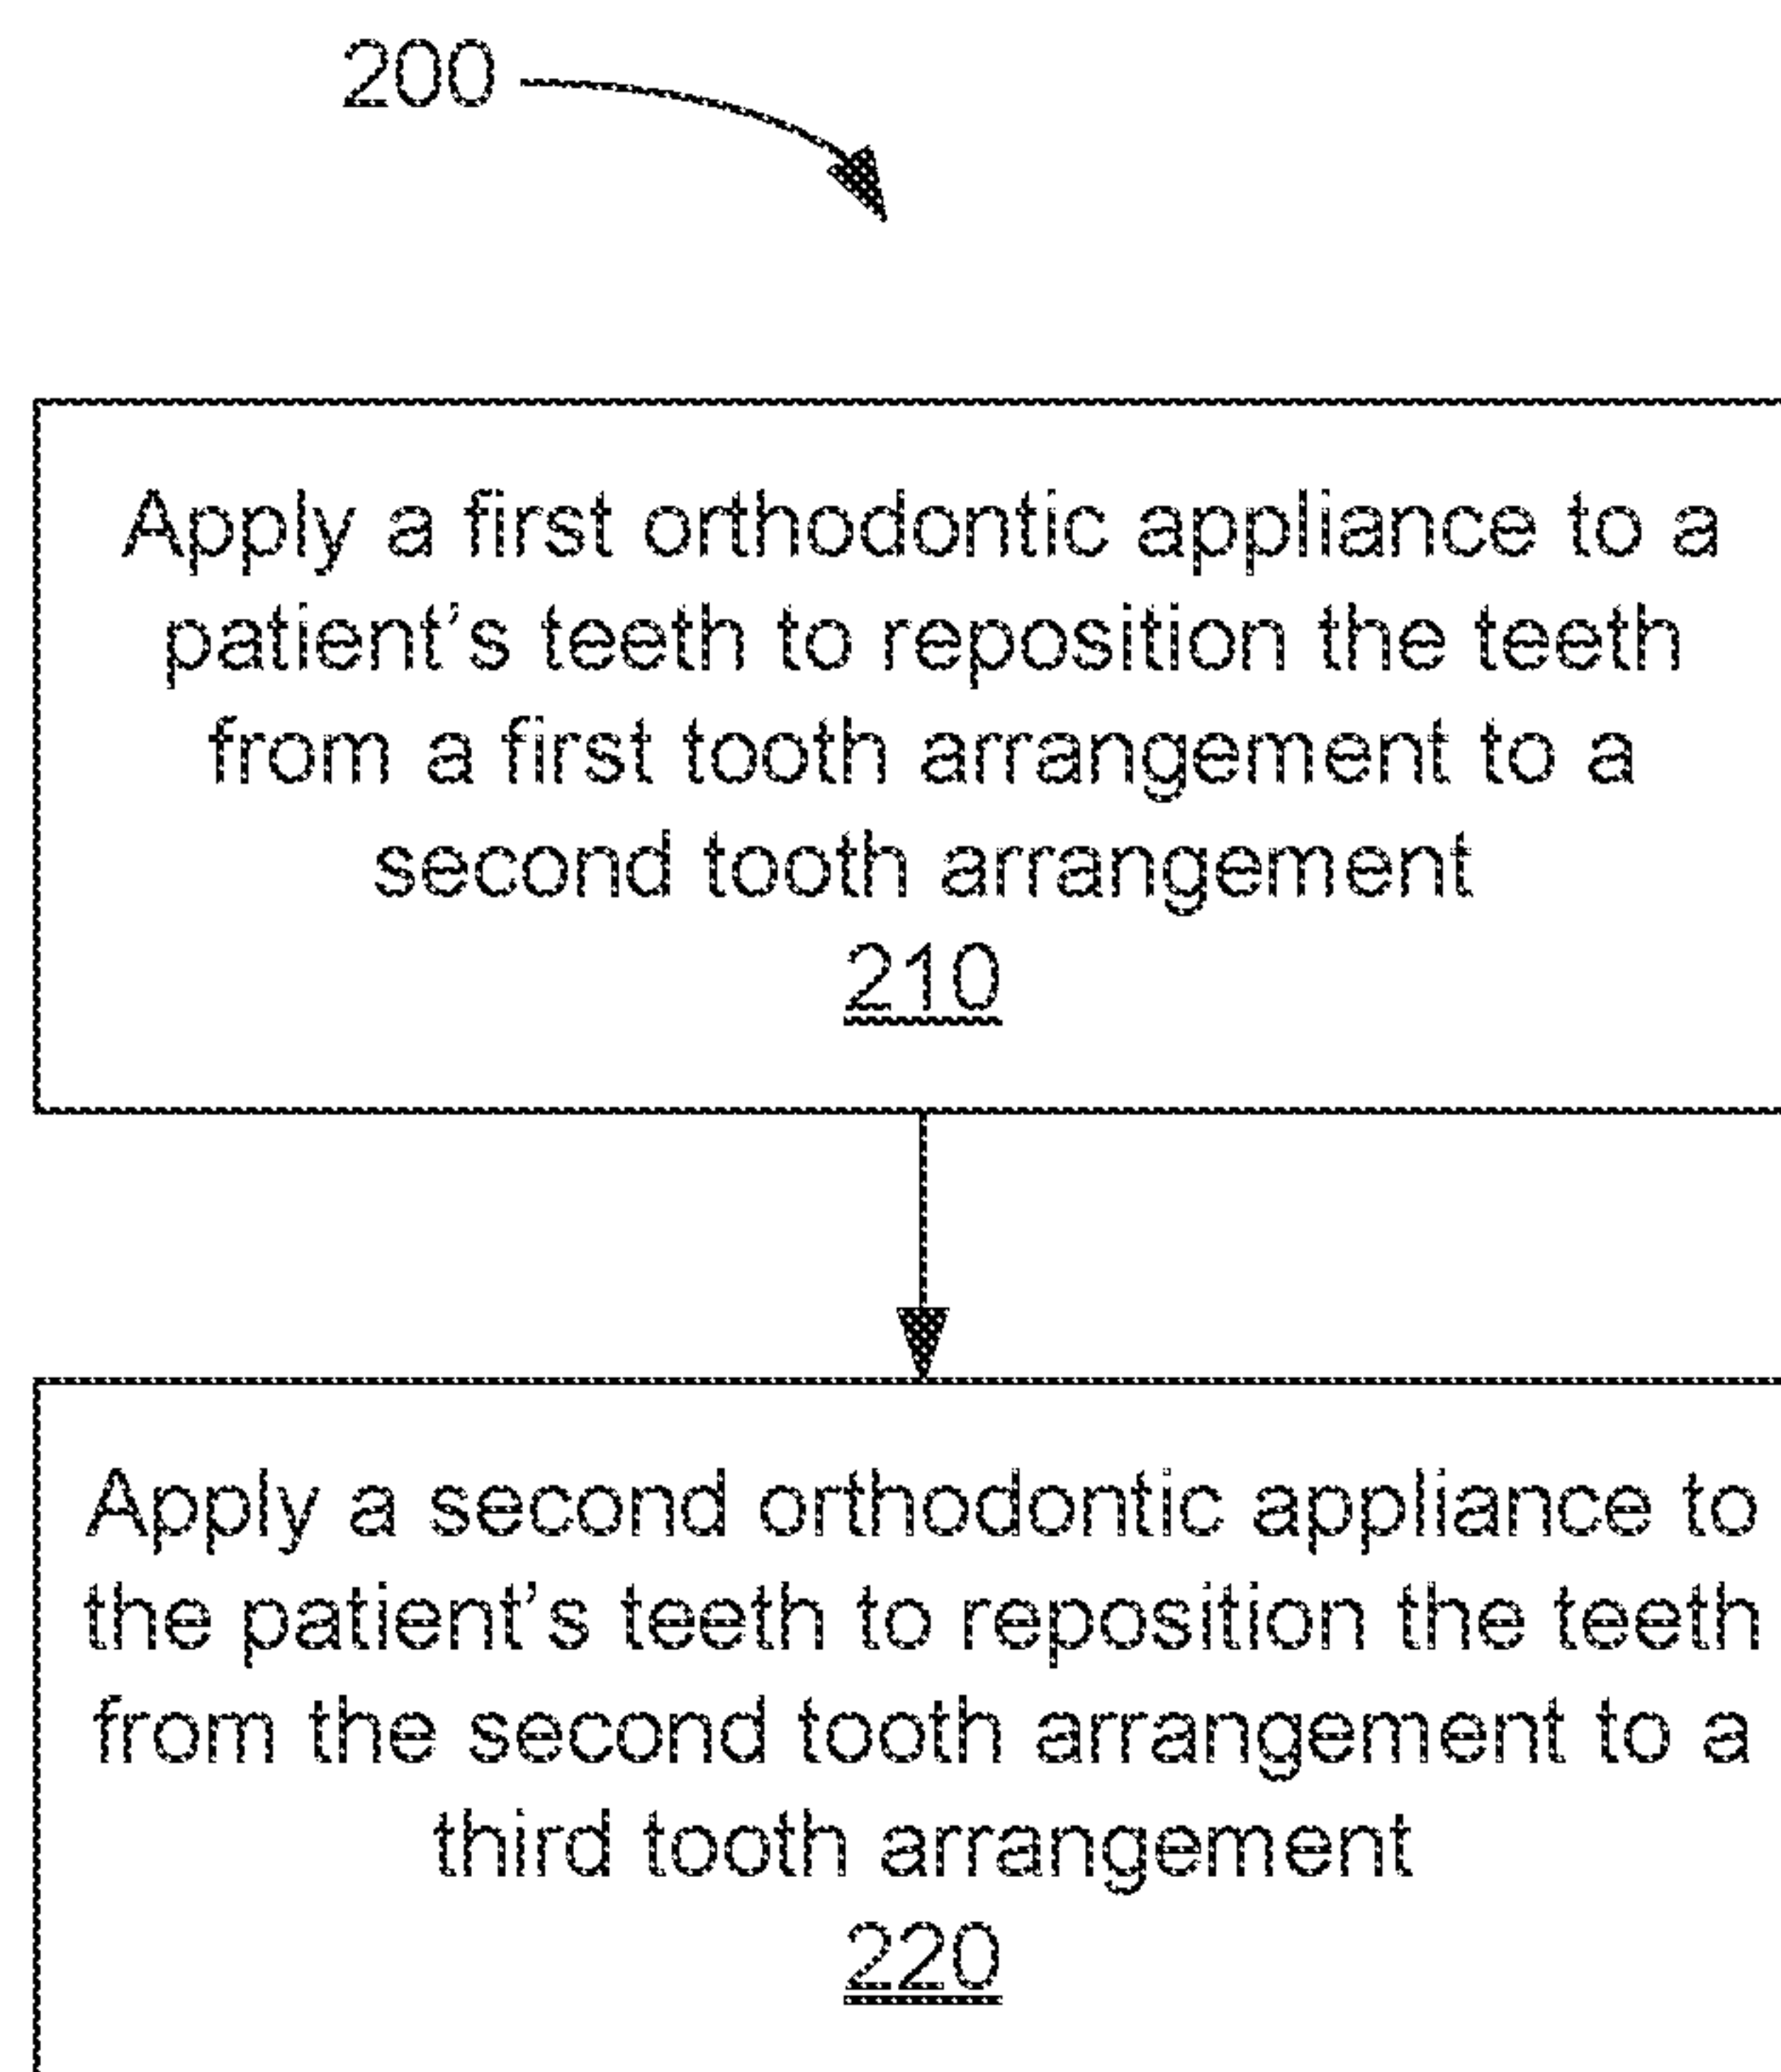 200
Apply a first orthodontic appliance to a
patient’s teeth to reposition the teeth
from a first tooth arrangement to a
second tooth arrangement
210
Apply a second orthodontic appliance to
the patient’s teeth to reposition the teeth
from the second tooth arrangement to a
third tooth arrangement
220